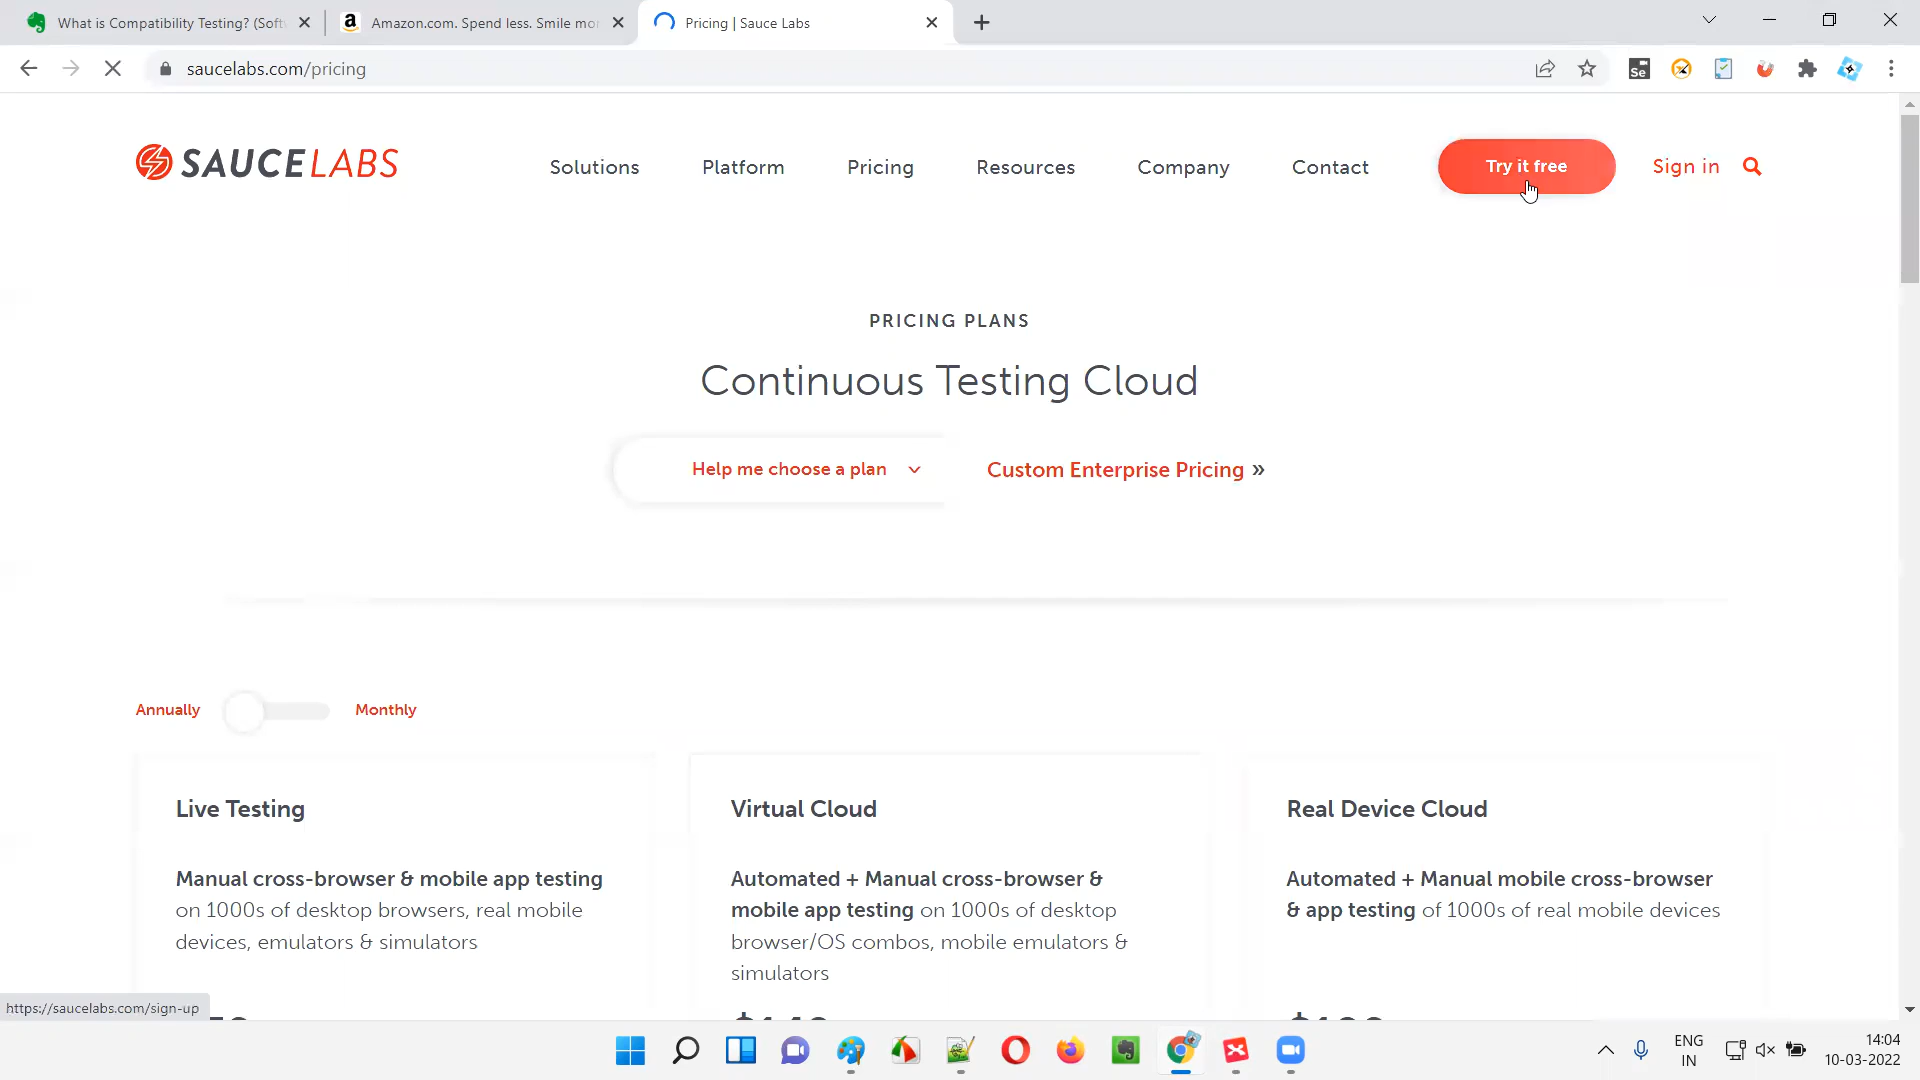 What is Compatibility Testing? (Soft
Amazon.com. Spend less. Smile mo
Pricing | Sauce Labs
saucelabs.com/pricing
SAUCELABS
Solutions
Platform
Pricing
Resources
Company
Contact
Try it free
Sign in
PRICING PLANS
Continuous Testing Cloud
Help me choose a plan
Custom Enterprise Pricing »
Annually
Monthly
Live Testing
Manual cross-browser & mobile app testing
on 1000s of desktop browsers, real mobile
devices, emulators & simulators
Virtual Cloud
Automated + Manual cross-browser &
mobile app testing on 1000s of desktop
browser/OS combos, mobile emulators &
simulators
Real Device Cloud
Automated + Manual mobile cross-browser
& app testing of 1000s of real mobile devices
https://saucelabs.com/sign-up
ENG
IN
14:04
10-03-2022